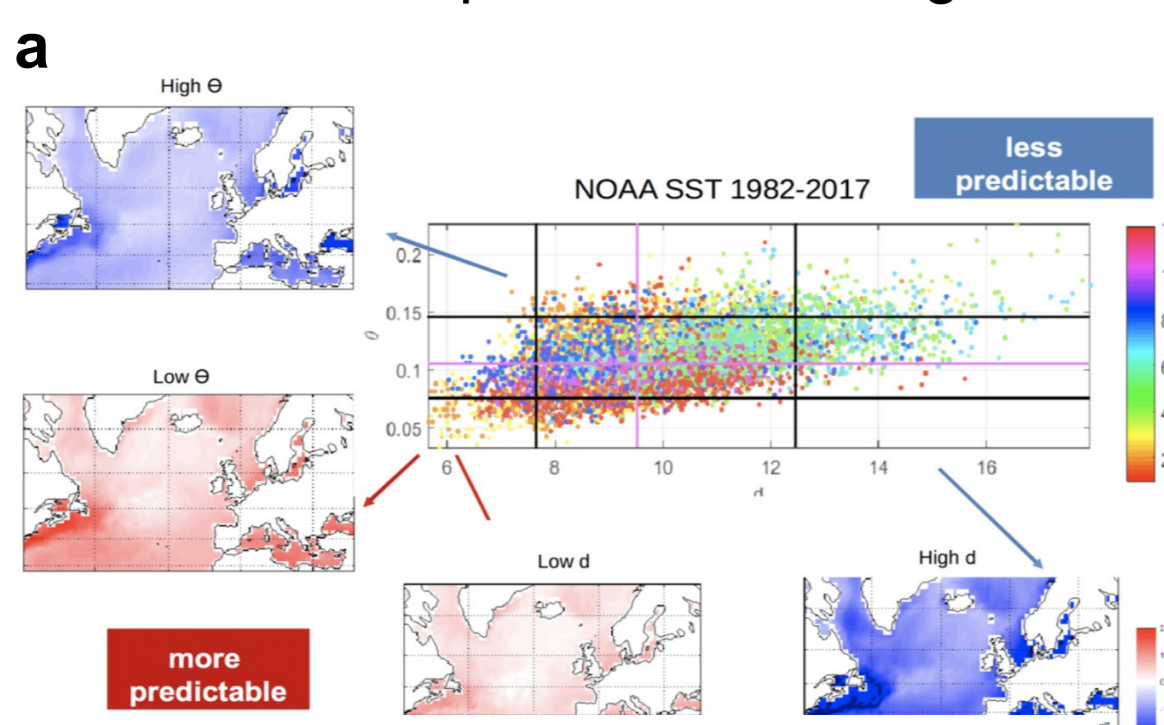 a
High Θ
less
predictable
NOAA SST 1982-2017
0.2
0.15
θ
0.1
Low Θ
0.05
6
8
10
12
14
16
d
Low d
High d
more
predictable